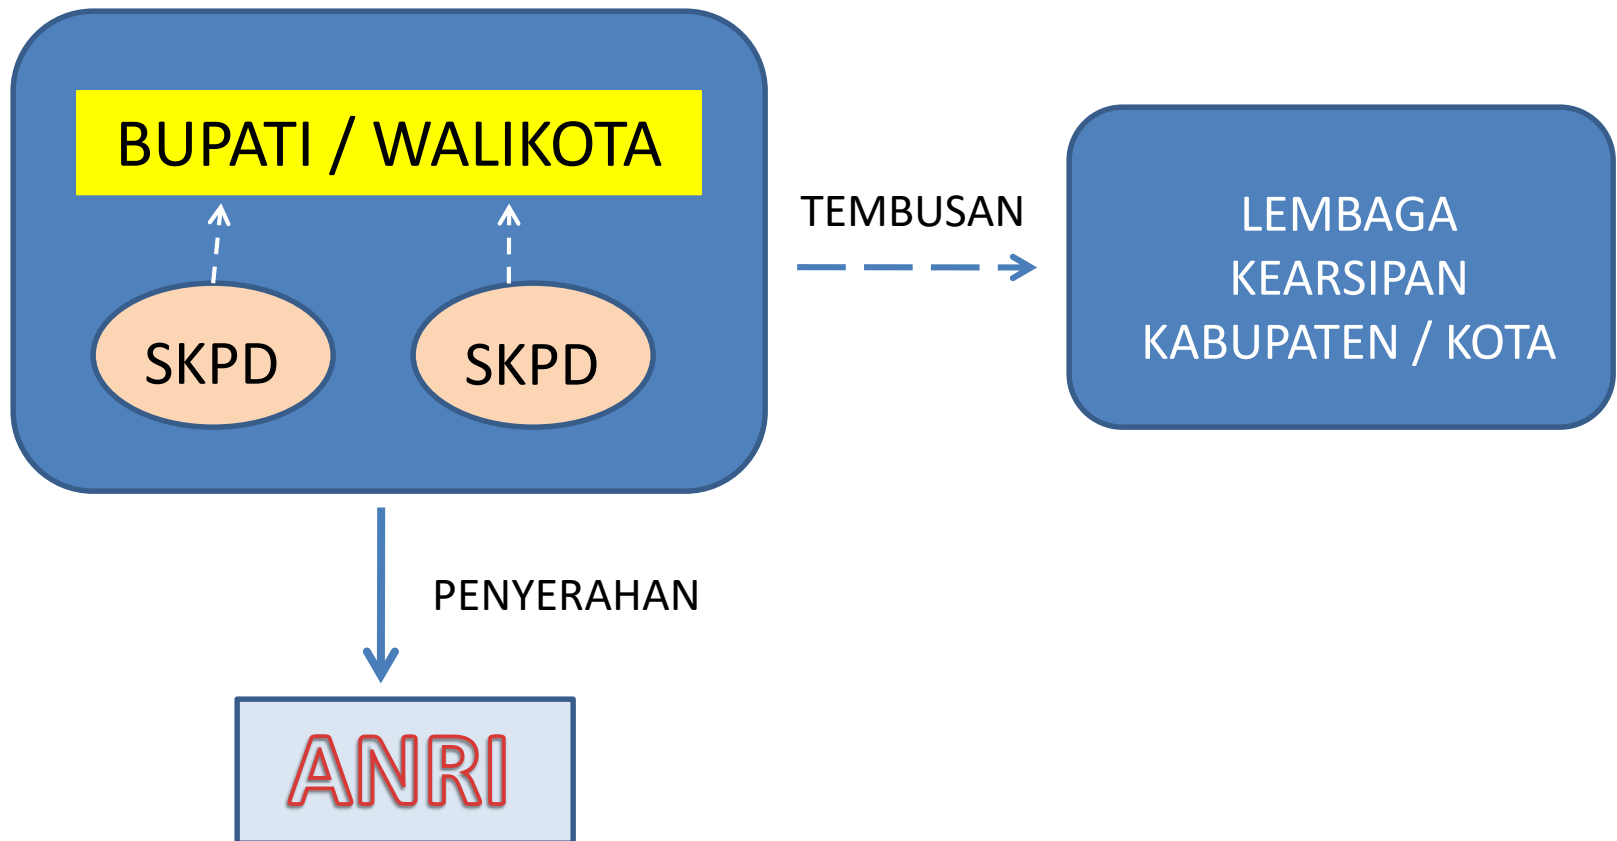 BUPATI / WALIKOTA
SKPD
SKPD
TEMBUSAN
LEMBAGA
KEARSIPAN
KABUPATEN / KOTA
PENYERAHAN
ANRI